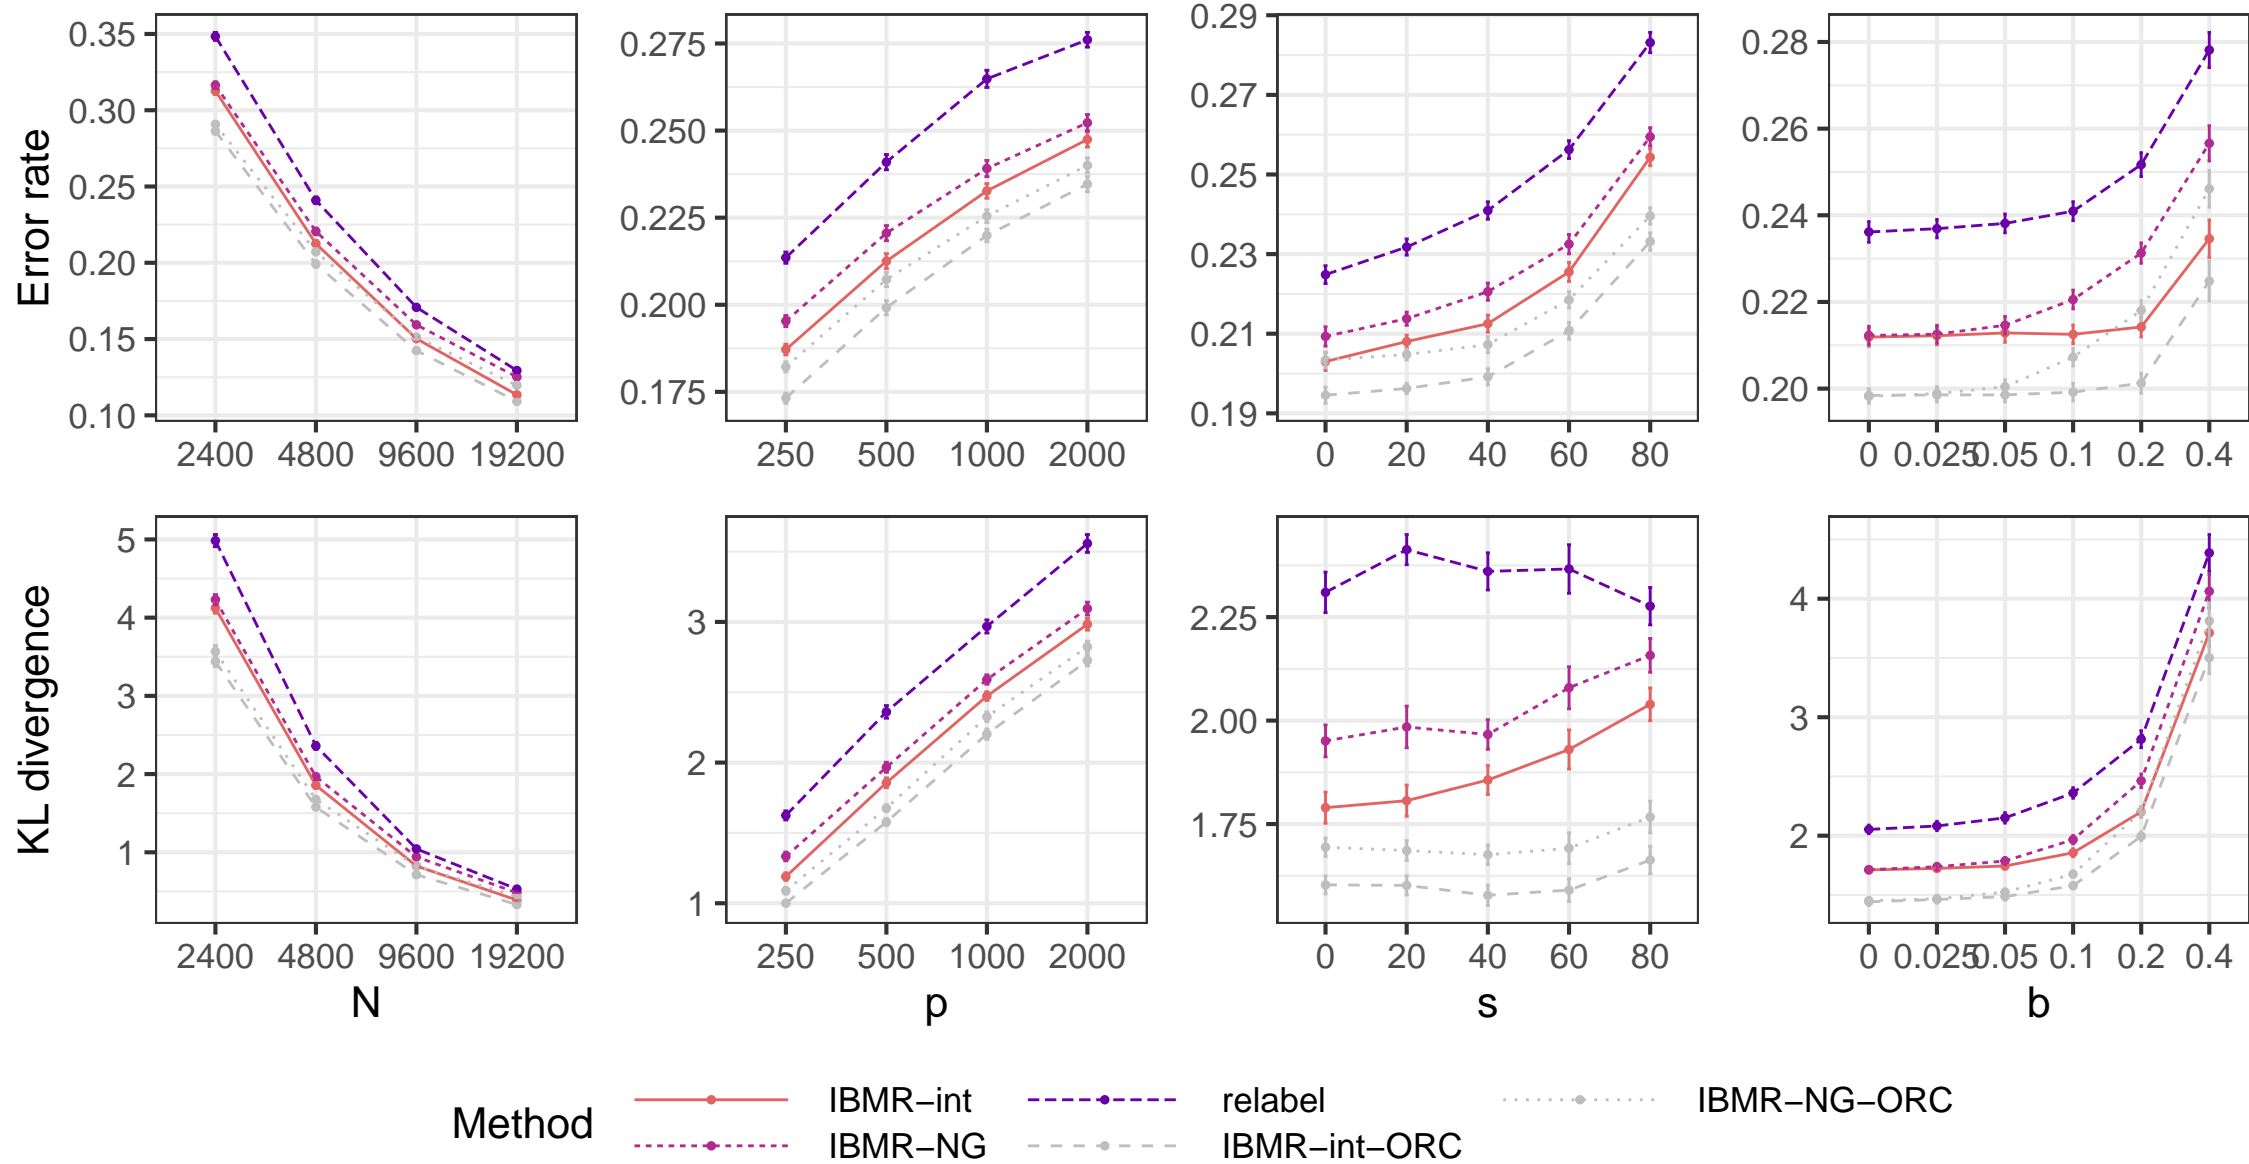 Error rate
0.35
0.30
0.25
0.20
0.15
0.10
2400 4800 9600 19200
0.275
0.250
0.225
0.200
0.175
250 500 1000 2000
0.29
0.27
0.25
0.23
0.21
0.19
0 20 40 60 80
0.28
0.26
0.24
0.22
0.20
0 0.025 0.05 0.1 0.2 0.4
KL divergence
5
4
3
2
1
2400 4800 9600 19200
N
3
2
1
250 500 1000 2000
p
2.25
2.00
1.75
0 20 40 60 80
s
4
3
2
0 0.025 0.05 0.1 0.2 0.4
b
Method
IBMR−int relabel IBMR−NG−ORC
IBMR−NG IBMR−int−ORC